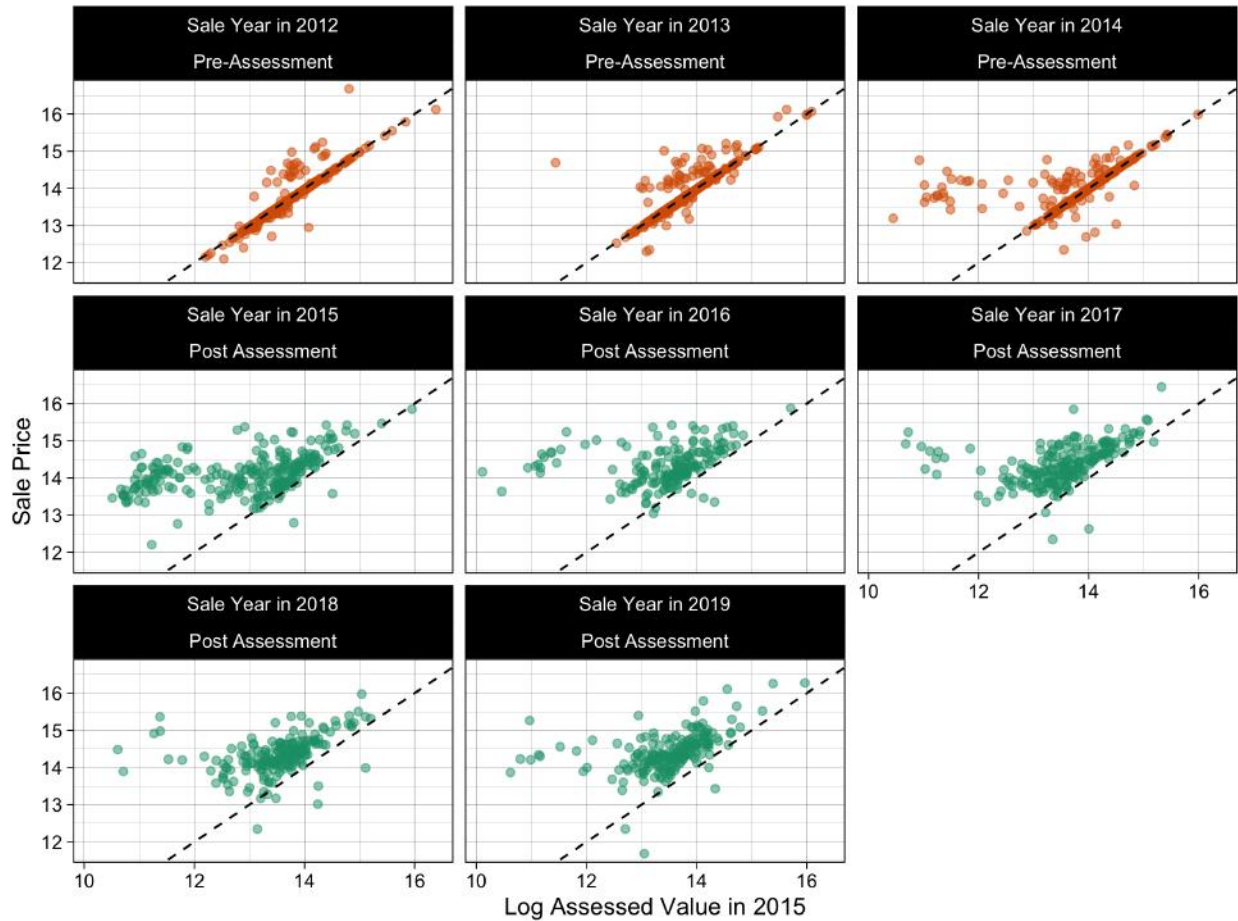 Sale Year in 2012
Pre-Assessment
Sale Year in 2013
Pre-Assessment
Sale Year in 2014
Pre-Assessment
16
15
14
13
12
Sale Year in 2015
Post Assessment
Sale Year in 2016
Post Assessment
Sale Year in 2017
Post Assessment
Sale Price
16
15
14
13
12
10
12
14
16
Sale Year in 2018
Post Assessment
Sale Year in 2019
Post Assessment
16
15
14
13
12
10
12
14
16
10
12
14
16
Log Assessed Value in 2015